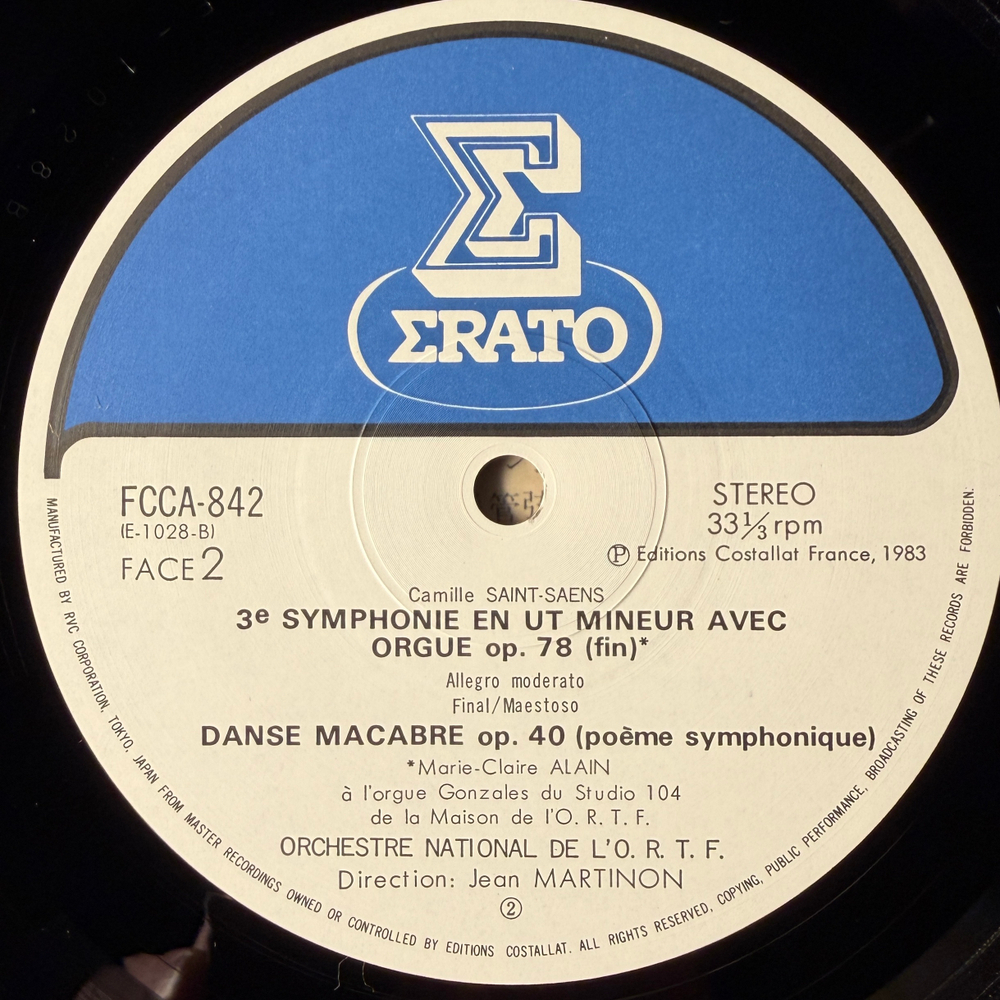 ΣRATO
FCCA-842
(E-1028-B)
FACE 2
STEREO
33 1/3 rpm
Ⓟ Editions Costallat France, 1983
Camille SAINT-SAENS
3e SYMPHONIE EN UT MINEUR AVEC
ORGUE op. 78 (fin)*
Allegro moderato
Final/Maestoso
DANSE MACABRE op. 40 (poème symphonique)
*Marie-Claire ALAIN
à l'orgue Gonzales du Studio 104
de la Maison de l'O. R. T. F.
ORCHESTRE NATIONAL DE L'O. R. T. F.
Direction: Jean MARTINON
②
MANUFACTURED BY RVC CORPORATION, TOKYO, JAPAN FROM MASTER RECORDINGS OWNED OR CONTROLLED BY EDITIONS COSTALLAT. ALL RIGHTS RESERVED, COPYING, PUBLIC PERFORMANCE, BROADCASTING OF THESE RECORDS ARE FORBIDDEN.